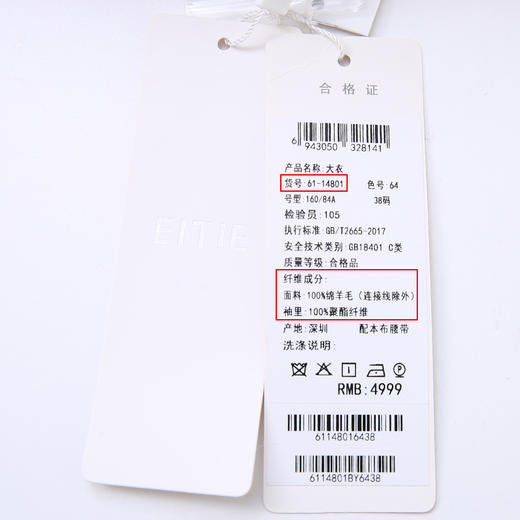 EITIE
合格证
6 943050 328141
产品名称:大衣
货号:61-14801 色号:64
号型:160/84A 38码
检验员:105
执行标准:GB/T2665-2017
安全技术类别:GB18401 C类
质量等级:合格品
纤维成分:
面料:100%绵羊毛(连接线除外)
袖里:100%聚酯纤维
产地:深圳 配本布腰带
洗涤说明:
P
RMB:4999
61148016438
6114801BY6438